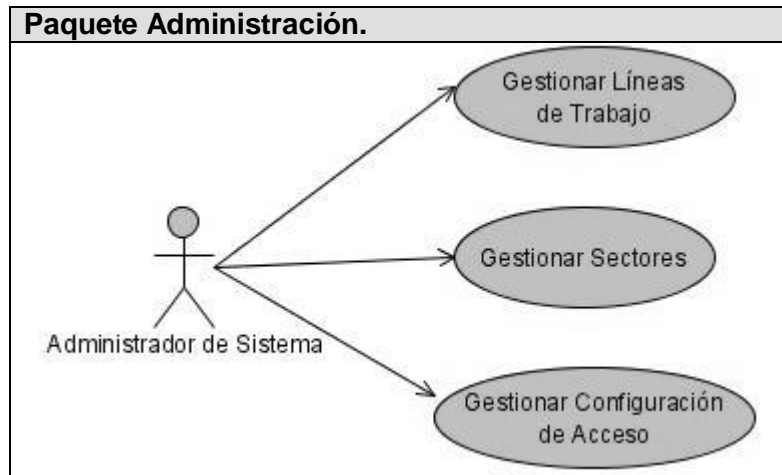 Paquete Administración.
Gestionar Líneas
de Trabajo
Gestionar Sectores
Administrador de Sistema
Gestionar Configuración
de Acceso